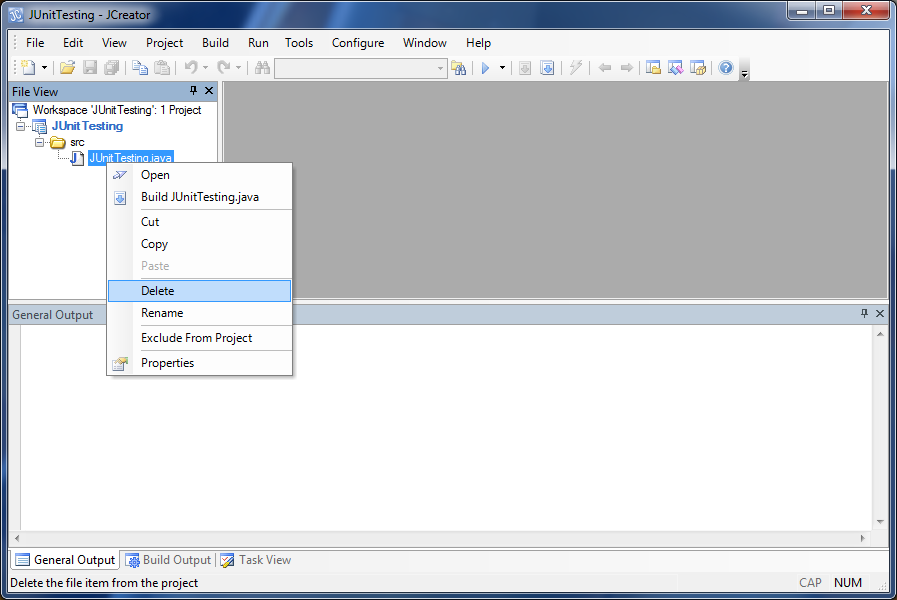 JUnitTesting - JCreator
File Edit View Project Build Run Tools Configure Window Help
File View
Workspace 'JUnitTesting': 1 Project
JUnitTesting
src
JUnitTesting.java
Open
Build JUnitTesting.java
Cut
Copy
Paste
Delete
Rename
Exclude From Project
Properties
General Output
General Output Build Output Task View
Delete the file item from the project CAP NUM